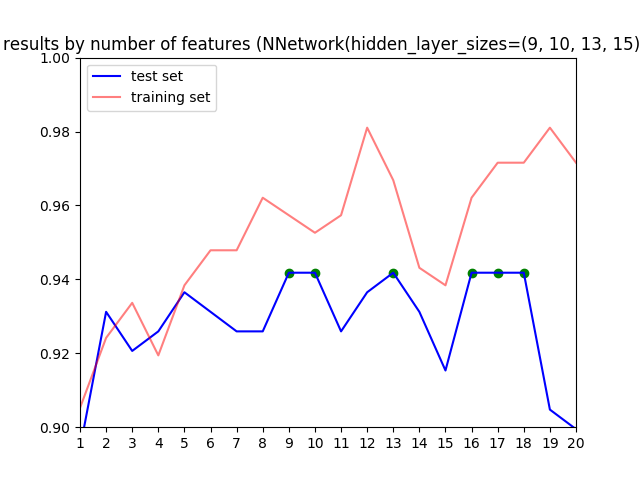 results by number of features (NNetwork(hidden_layer_sizes=(9, 10, 13, 15)
test set
training set
1.00
0.98
0.96
0.94
0.92
0.90
1 2 3 4 5 6 7 8 9 10 11 12 13 14 15 16 17 18 19 20